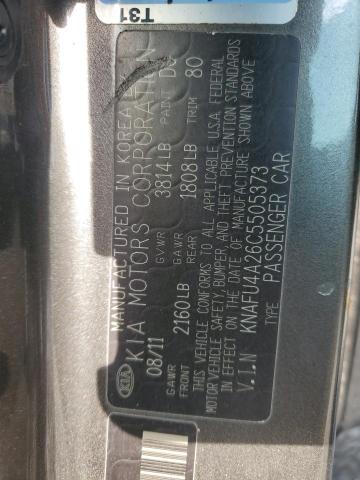 T31
MANUFACTURED IN KOREA
KIA MOTORS CORPORATION
KIA
08/11
GVWR 3814LB PAINT
GAWR FRONT 2160LB GAWR REAR 1808LB TRIM 80
THIS VEHICLE CONFORMS TO ALL APPLICABLE U.S.A. FEDERAL
MOTOR VEHICLE SAFETY, BUMPER, AND THEFT PREVENTION STANDARDS
IN EFFECT ON THE DATE OF MANUFACTURE SHOWN ABOVE.
V.I.N KNAFU4A26C5505373
PASSENGER CAR